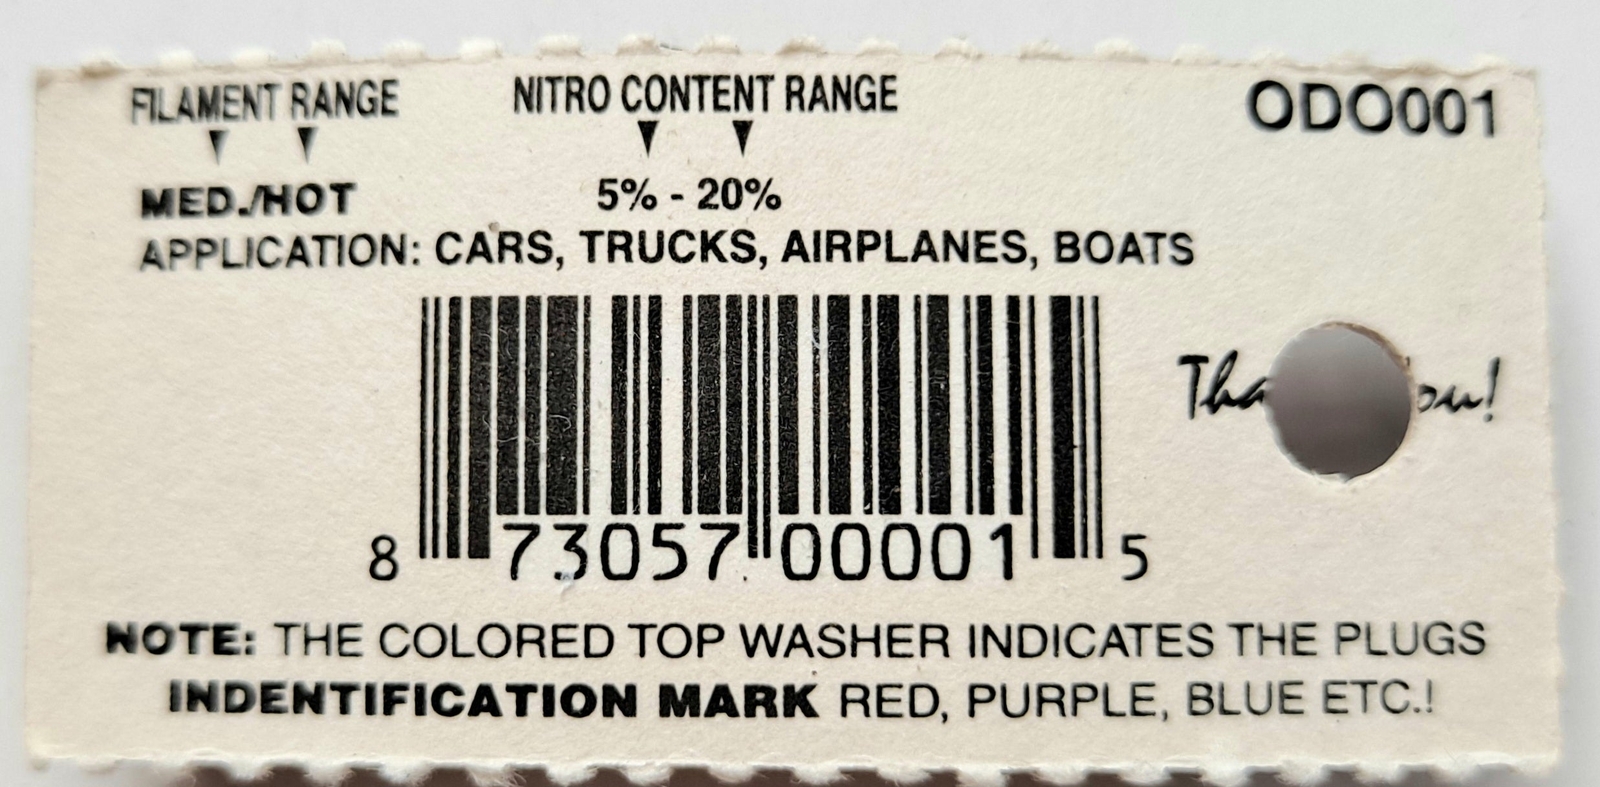 FILAMENT RANGE NITRO CONTENT RANGE ODO001
MED./HOT 5% - 20%
APPLICATION: CARS, TRUCKS, AIRPLANES, BOATS
8 73057 00001 5
NOTE: THE COLORED TOP WASHER INDICATES THE PLUGS
INDENTIFICATION MARK RED, PURPLE, BLUE ETC.!